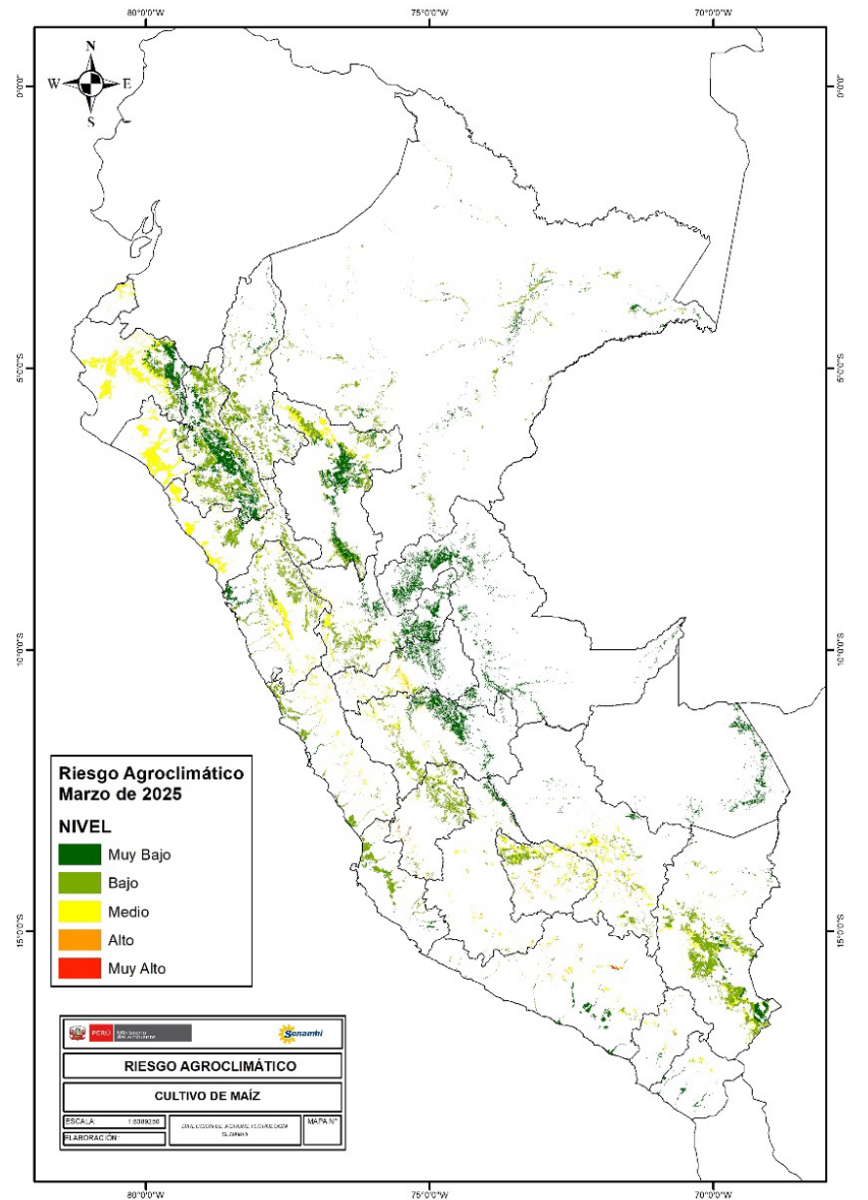 80°0'0"W 75°0'0"W 70°0'0"W
N
W E
S
0°0'0" 0°0'0"
5°0'0"S 5°0'0"S
10°0'0"S 10°0'0"S
15°0'0"S 15°0'0"S
Riesgo Agroclimático
Marzo de 2025
NIVEL
Muy Bajo
Bajo
Medio
Alto
Muy Alto
PERÚ Ministerio
del Ambiente
Senamhi
RIESGO AGROCLIMÁTICO
CULTIVO DE MAÍZ
ESCALA: MAPA N°
ELABORACIÓN:
80°0'0"W 75°0'0"W 70°0'0"W